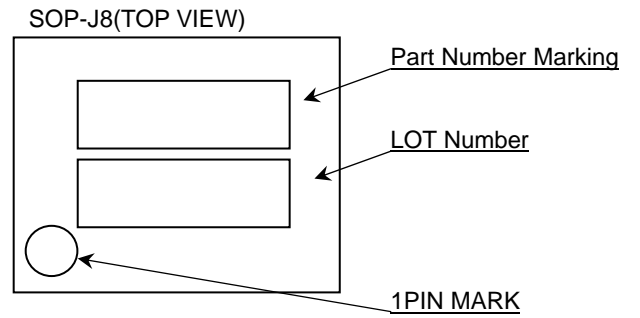 SOP-J8(TOP VIEW)
Part Number Marking
LOT Number
1PIN MARK